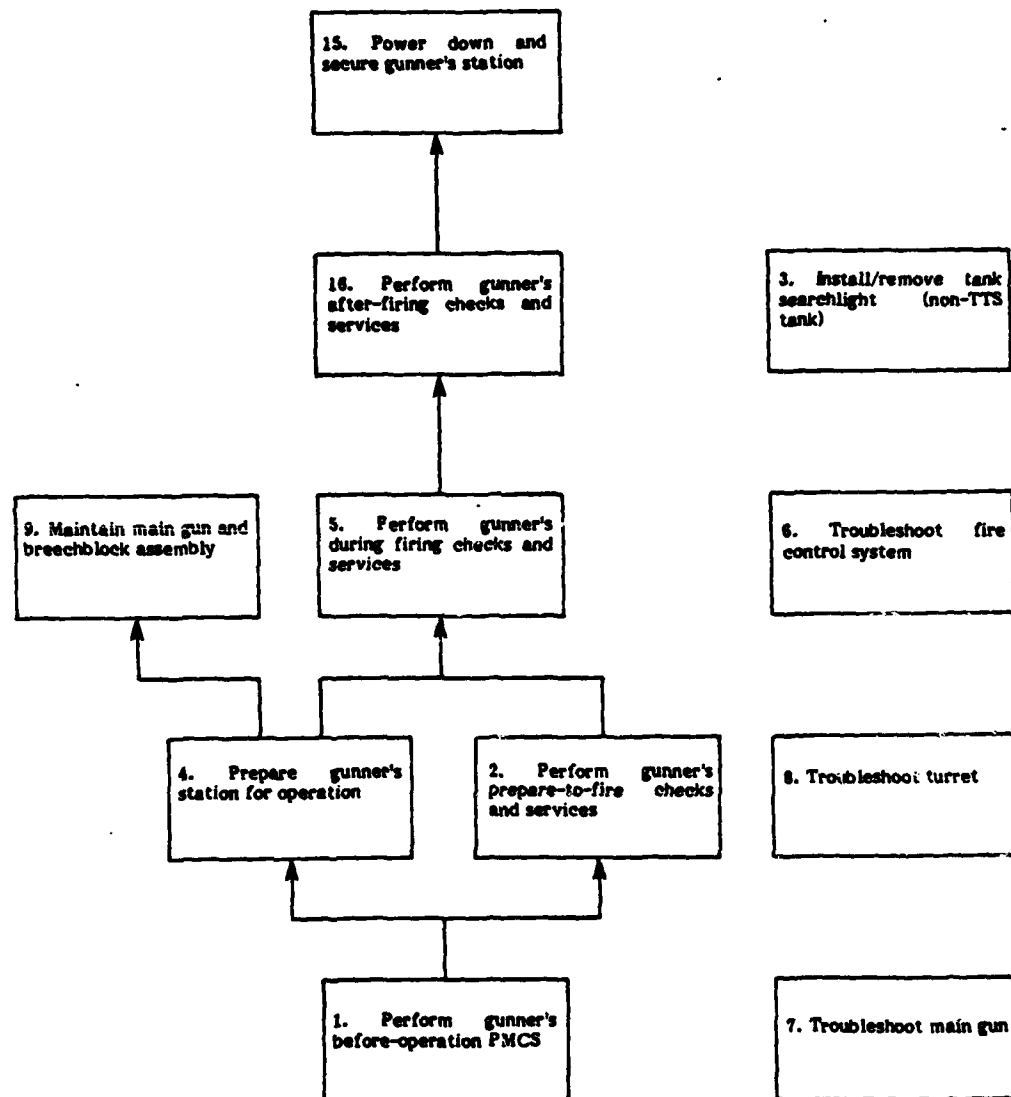 15. Power down and
secure gunner's station
16. Perform gunner's
after-firing checks and
services
3. Install/remove tank
searchlight (non-TTS
tank)
9. Maintain main gun and
breechblock assembly
5. Perform gunner's
during firing checks and
services
6. Troubleshoot fire
control system
4. Prepare gunner's
station for operation
2. Perform gunner's
prepare-to-fire checks
and services
8. Troubleshoot turret
1. Perform gunner's
before-operation PMCS
7. Troubleshoot main gun